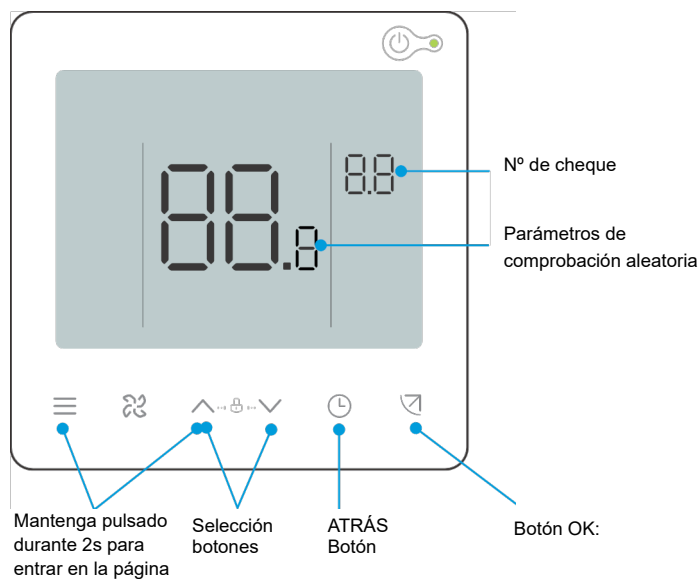 88.8
8.8
Nº de cheque
Parámetros de
comprobación aleatoria
Mantenga pulsado
durante 2s para
entrar en la página
Selección
botones
ATRÁS
Botón
Botón OK: